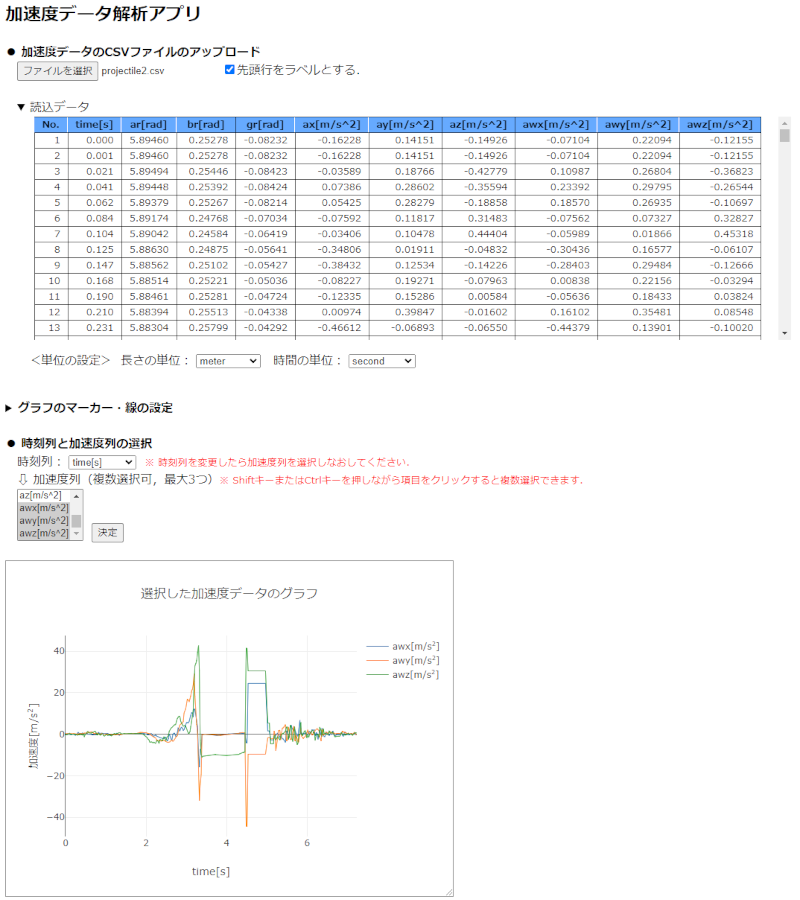 加速度データ解析アプリ
● 加速度データのCSVファイルのアップロード
ファイルを選択 projectile2.csv 先頭行をラベルとする.
▼ 読込データ
No. time[s] ar[rad] br[rad] gr[rad] ax[m/s^2] ay[m/s^2] az[m/s^2] awx[m/s^2] awy[m/s^2] awz[m/s^2]
1 0.000 5.89460 0.25278 -0.08232 -0.16228 0.14151 -0.14926 -0.07104 0.22094 -0.12155
2 0.001 5.89460 0.25278 -0.08232 -0.16228 0.14151 -0.14926 -0.07104 0.22094 -0.12155
3 0.021 5.89494 0.25446 -0.08423 -0.03589 0.18766 -0.42779 0.10987 0.26804 -0.36823
4 0.041 5.89448 0.25392 -0.08424 0.07386 0.28602 -0.35594 0.23392 0.29795 -0.26544
5 0.062 5.89379 0.25267 -0.08214 0.05425 0.28279 -0.18858 0.18570 0.26935 -0.10697
6 0.084 5.89174 0.24768 -0.07034 -0.07592 0.11817 0.31483 -0.07562 0.07327 0.32827
7 0.104 5.89042 0.24584 -0.06419 -0.03406 0.10478 0.44404 -0.05989 0.01866 0.45318
8 0.125 5.88630 0.24875 -0.05641 -0.34806 0.01911 -0.04832 -0.30436 0.16577 -0.06107
9 0.147 5.88562 0.25102 -0.05427 -0.38432 0.12534 -0.14226 -0.28403 0.29484 -0.12666
10 0.168 5.88514 0.25221 -0.05036 -0.08227 0.19271 -0.07963 0.00838 0.22156 -0.03294
11 0.190 5.88461 0.25281 -0.04724 -0.12335 0.15286 0.00584 -0.05636 0.18433 0.03824
12 0.210 5.88394 0.25513 -0.04338 0.00974 0.39847 -0.01602 0.16102 0.35481 0.08548
13 0.231 5.88304 0.25799 -0.04292 -0.46612 -0.06893 -0.06550 -0.44379 0.13901 -0.10020
＜単位の設定＞ 長さの単位： meter 時間の単位： second
▶ グラフのマーカー・線の設定
● 時刻列と加速度列の選択
時刻列： time[s] ※ 時刻列を変更したら加速度列を選択しなおしてください.
⇩ 加速度列（複数選択可，最大3つ）※ ShiftキーまたはCtrlキーを押しながら項目をクリックすると複数選択できます.
az[m/s^2]
awx[m/s^2]
awy[m/s^2]
awz[m/s^2] 決定
選択した加速度データのグラフ
awx[m/s²]
awy[m/s²]
awz[m/s²]
40
20
0
−20
−40
加速度[m/s²]
0 2 4 6
time[s]